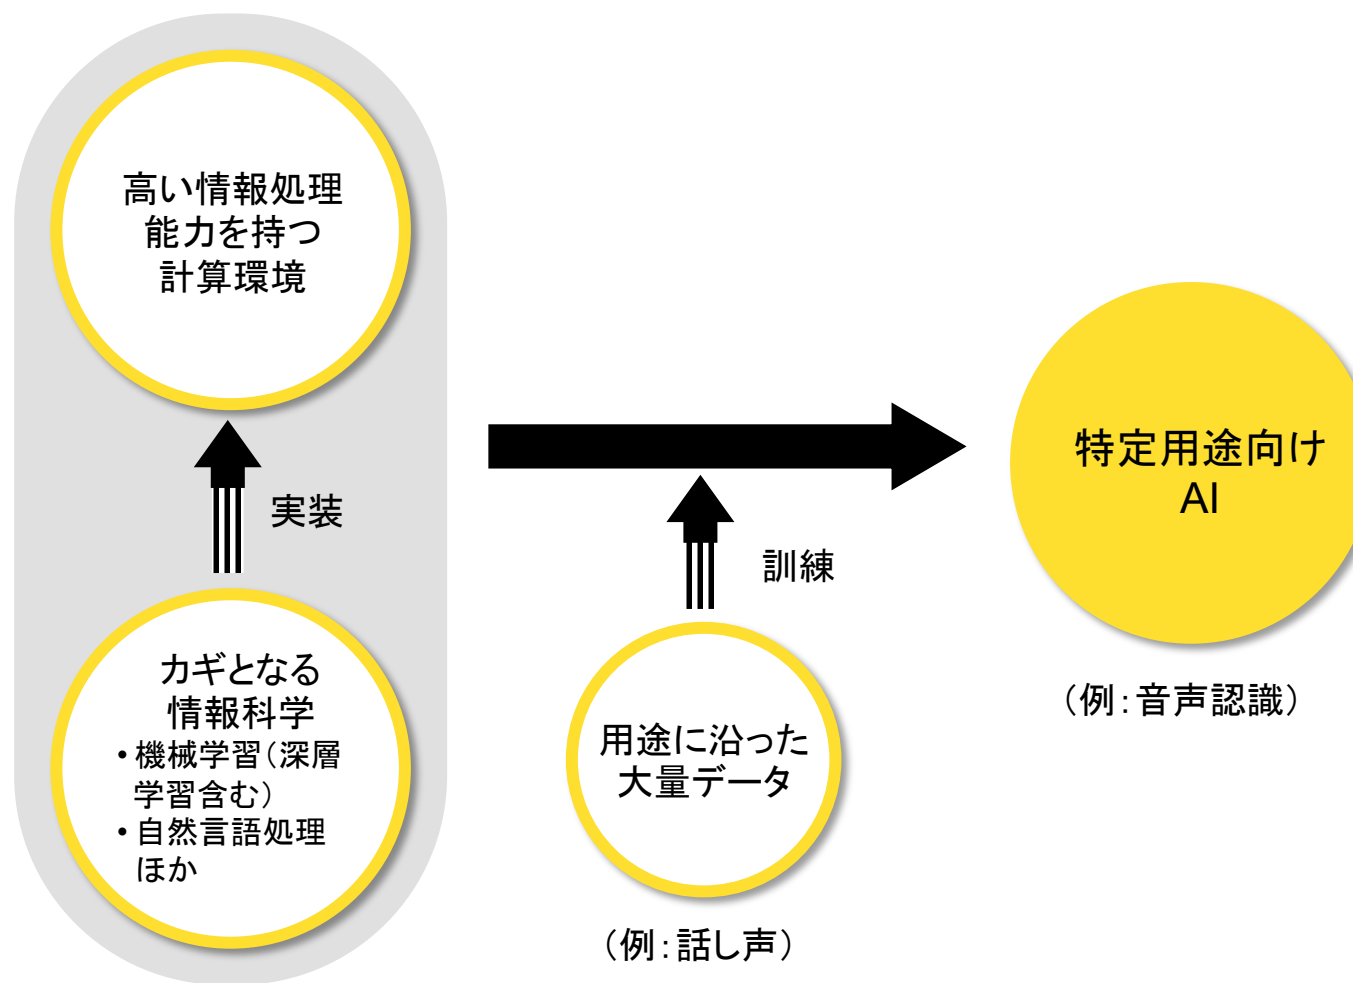 高い情報処理
能力を持つ
計算環境
実装
カギとなる
情報科学
・機械学習（深層
学習含む）
・自然言語処理
ほか
訓練
用途に沿った
大量データ
（例：話し声）
特定用途向け
AI
（例：音声認識）